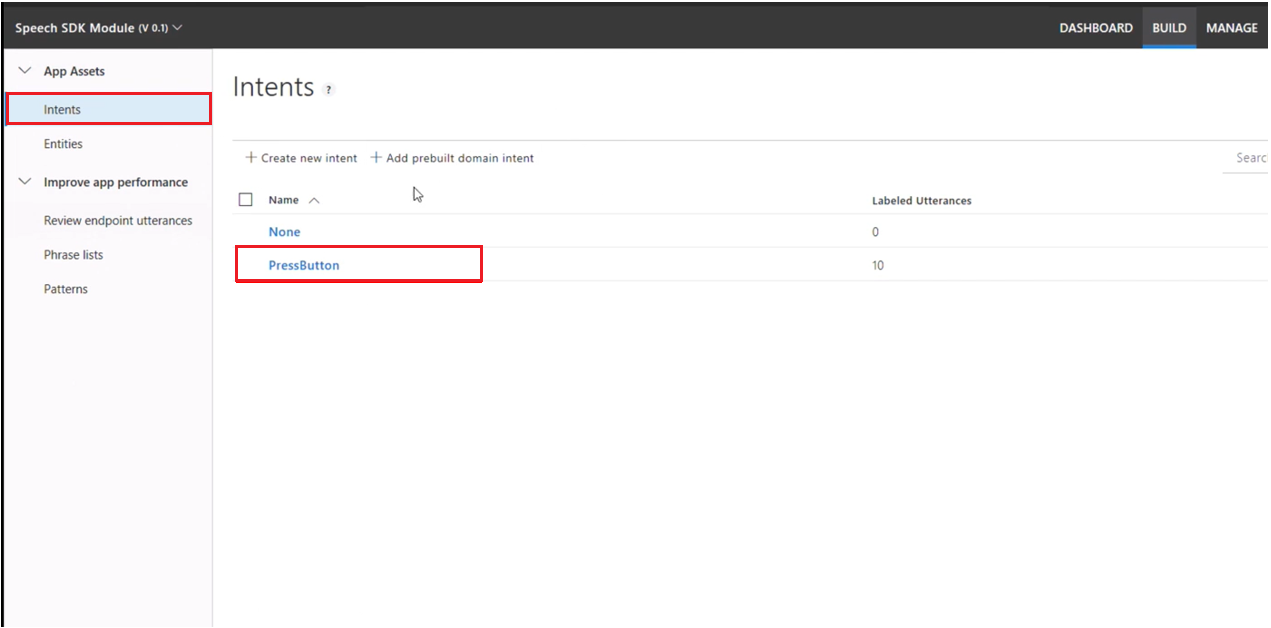 Speech SDK Module (V 0.1)
DASHBOARD BUILD MANAGE
App Assets
Intents
Entities
Improve app performance
Review endpoint utterances
Phrase lists
Patterns
Intents ?
+ Create new intent + Add prebuilt domain intent
Name Labeled Utterances
None 0
PressButton 10